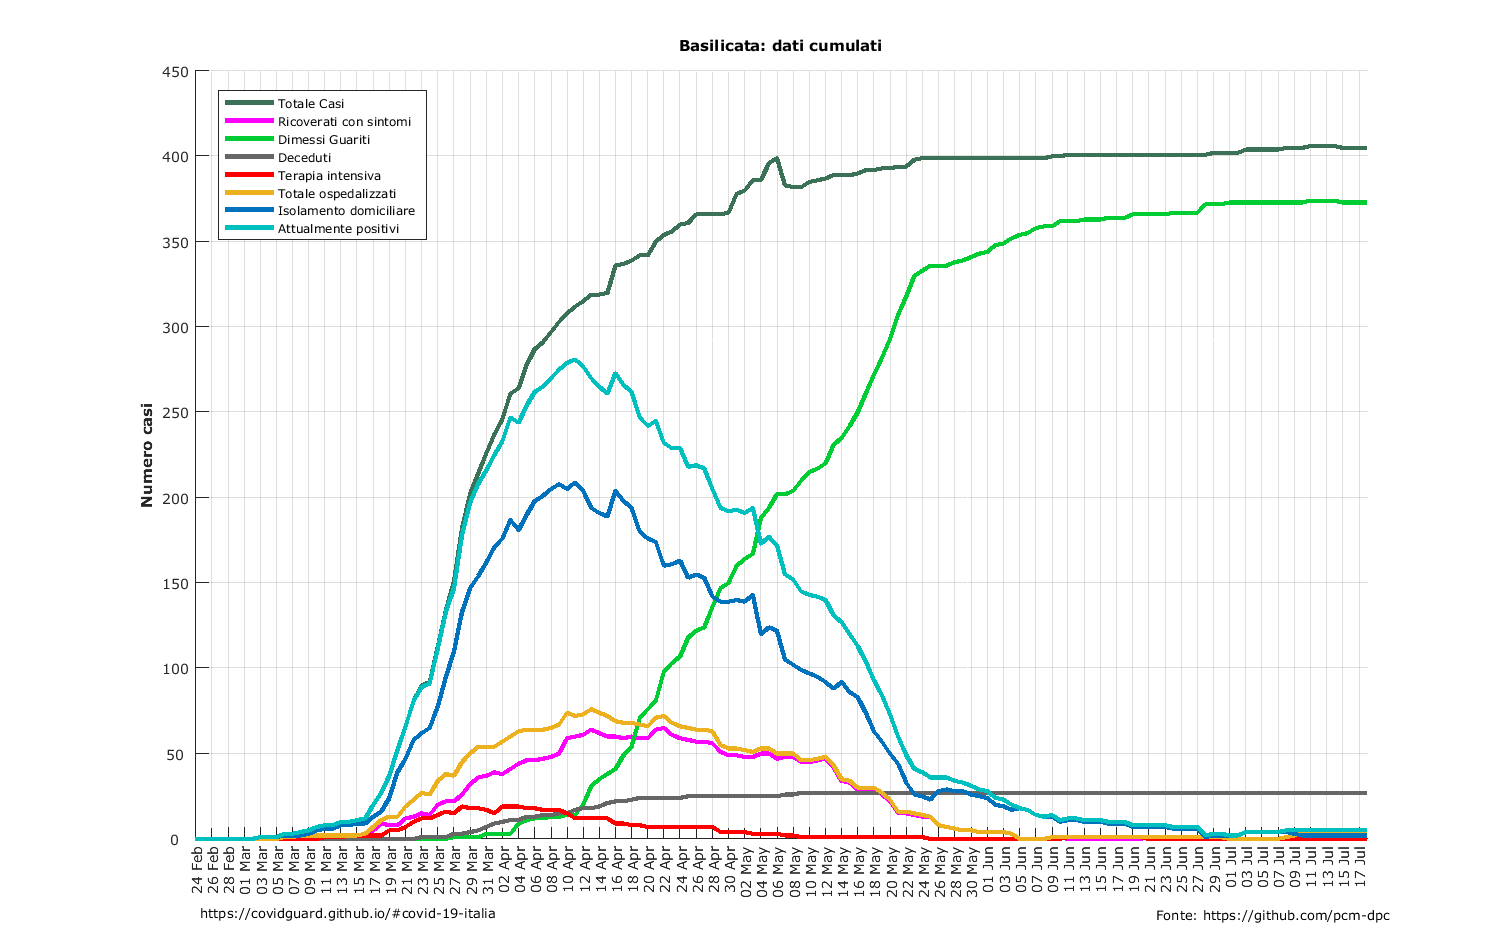 Basilicata: dati cumulati
Numero casi
450
400
350
300
250
200
150
100
50
0
Totale Casi
Ricoverati con sintomi
Dimessi Guariti
Deceduti
Terapia intensiva
Totale ospedalizzati
Isolamento domiciliare
Attualmente positivi
24 Feb
26 Feb
28 Feb
01 Mar
03 Mar
05 Mar
07 Mar
09 Mar
11 Mar
13 Mar
15 Mar
17 Mar
19 Mar
21 Mar
23 Mar
25 Mar
27 Mar
29 Mar
31 Mar
02 Apr
04 Apr
06 Apr
08 Apr
10 Apr
12 Apr
14 Apr
16 Apr
18 Apr
20 Apr
22 Apr
24 Apr
26 Apr
28 Apr
30 Apr
02 May
04 May
06 May
08 May
10 May
12 May
14 May
16 May
18 May
20 May
22 May
24 May
26 May
28 May
30 May
01 Jun
03 Jun
05 Jun
07 Jun
09 Jun
11 Jun
13 Jun
15 Jun
17 Jun
19 Jun
21 Jun
23 Jun
25 Jun
27 Jun
29 Jun
01 Jul
03 Jul
05 Jul
07 Jul
09 Jul
11 Jul
13 Jul
15 Jul
17 Jul
https://covidguard.github.io/#covid-19-italia
Fonte: https://github.com/pcm-dpc